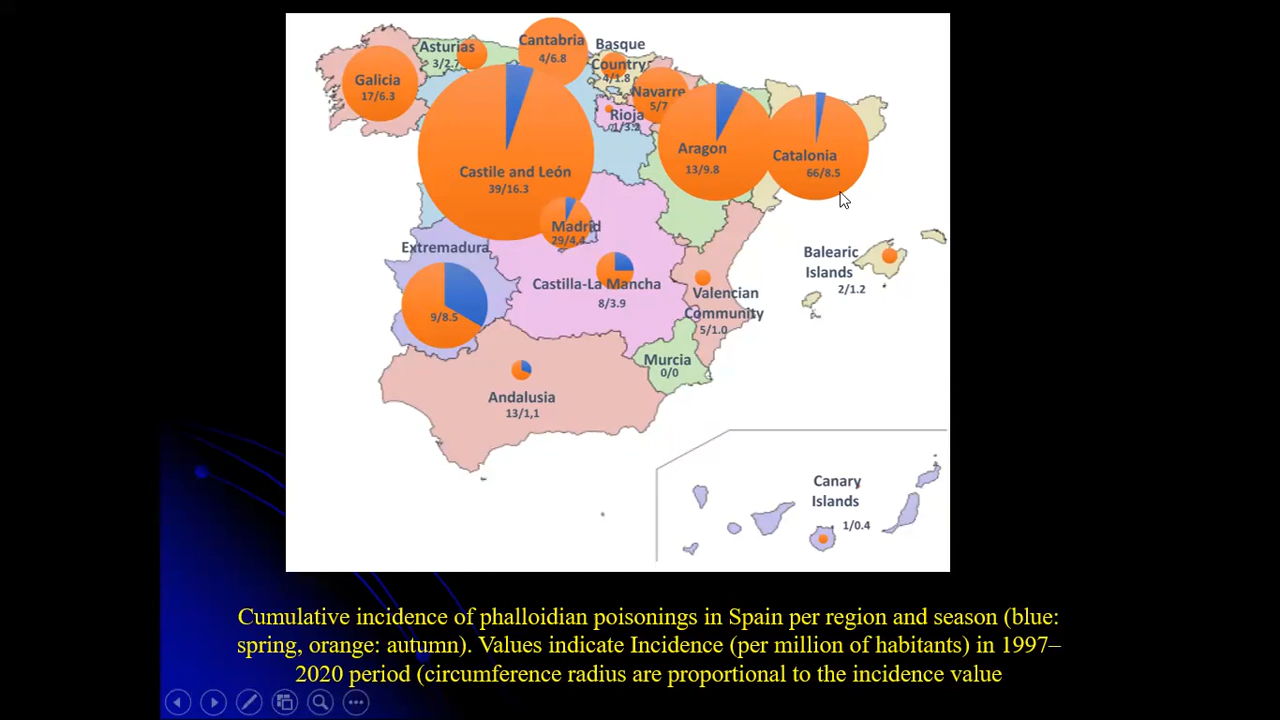 Asturias
3/2.7
Cantabria
4/6.8
Basque
Country
4/1.8
Galicia
17/6.3
Navarre
5/7
Rioja
1/3.2
Castile and León
39/16.3
Aragon
13/9.8
Catalonia
66/8.5
Madrid
29/4.4
Extremadura
9/8.5
Castilla-La Mancha
8/3.9
Valencian
Community
5/1.0
Balearic
Islands
2/1.2
Murcia
0/0
Andalusia
13/1,1
Canary
Islands
1/0.4
Cumulative incidence of phalloidian poisonings in Spain per region and season (blue:
spring, orange: autumn). Values indicate Incidence (per million of habitants) in 1997–
2020 period (circumference radius are proportional to the incidence value